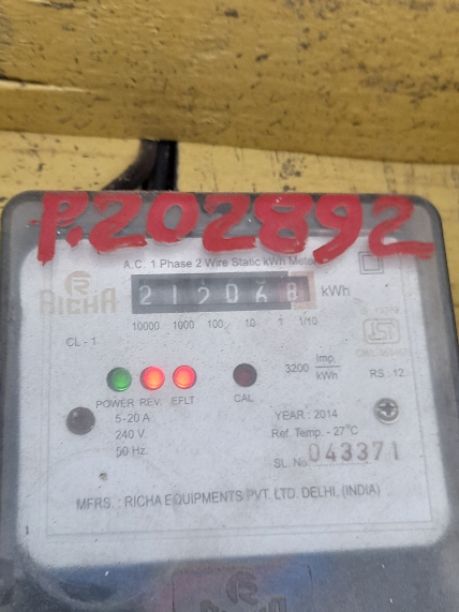 P.202892
A.C. 1 Phase 2 Wire Static kWh Meter
RICHA
kWh
10000 1000 100 10 1 1/10
CL - 1
3200 Imp/kWh
RS : 12
POWER REV. EFLT CAL
5-20 A
240 V.
50 Hz.
YEAR : 2014
Ref. Temp. - 27°C
SL. No. 043371
MFRS. : RICHA EQUIPMENTS PVT. LTD. DELHI, (INDIA)